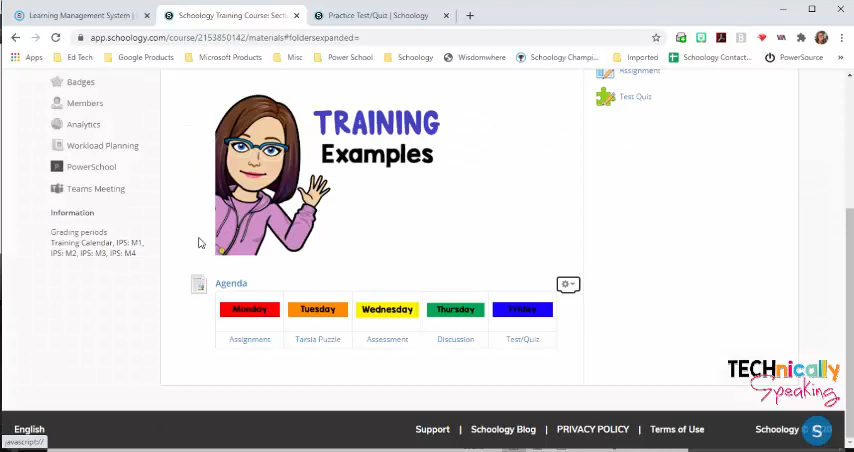 Learning Management System |
Schoology Training Course: Secti
Practice Test/Quiz | Schoology
app.schoology.com/course/2153850142/materials#foldersexpanded=
Apps
Ed Tech
Google Products
Microsoft Products
Misc
Power School
Schoology
Wisdomwhere
Schoology Champi...
Imported
Schoology Contact...
PowerSource
Badges
Members
Analytics
Workload Planning
PowerSchool
Teams Meeting
Information
Grading periods
Training Calendar, IPS: M1,
IPS: M2, IPS: M3, IPS: M4
TRAINING
Examples
Assignment
Test Quiz
Agenda
Monday Tuesday Wednesday Thursday Friday
Assignment Tarsia Puzzle Assessment Discussion Test/Quiz
TECHnically
Speaking
English
Support | Schoology Blog | PRIVACY POLICY | Terms of Use
Schoology
javascript://